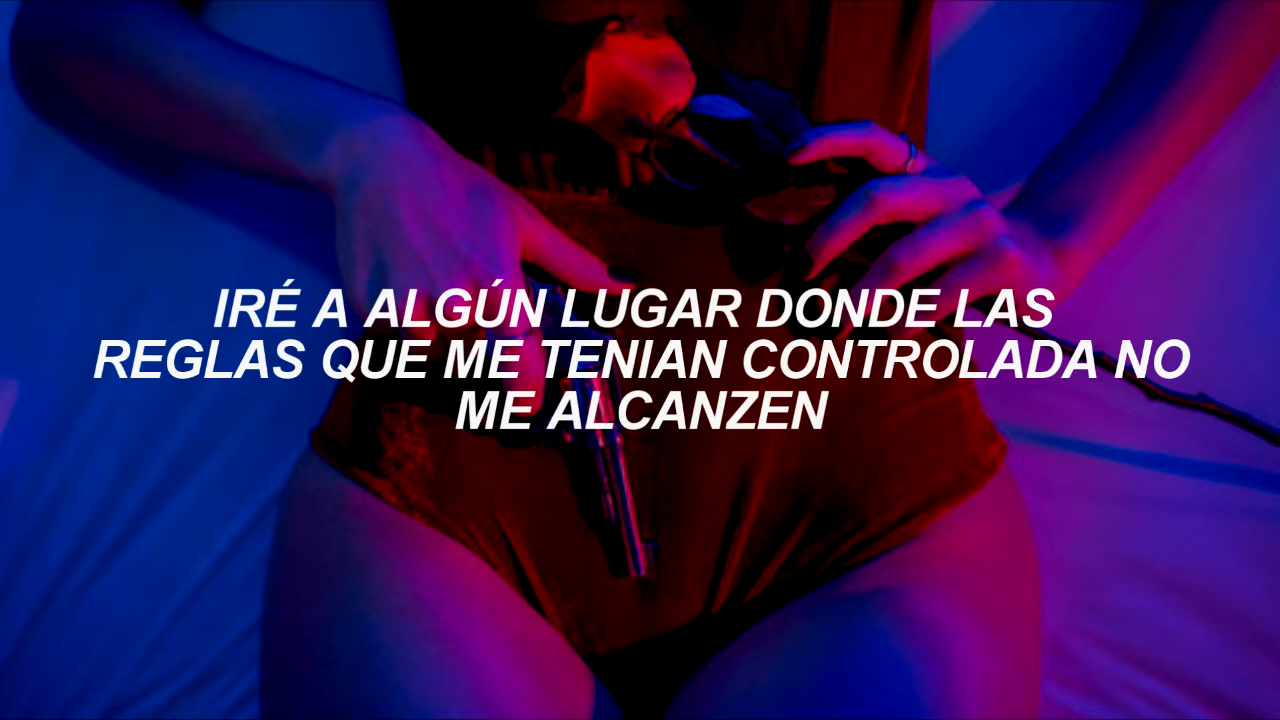 IRÉ A ALGÚN LUGAR DONDE LAS
REGLAS QUE ME TENIAN CONTROLADA NO
ME ALCANZEN